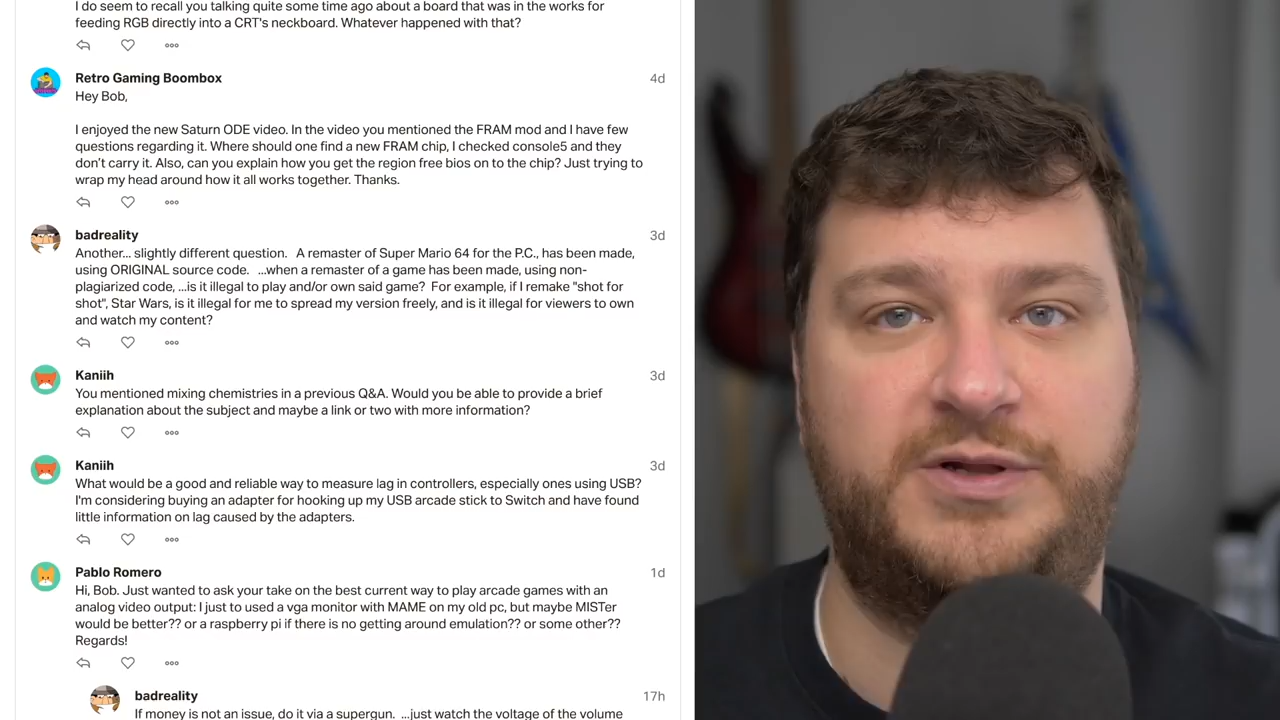 I do seem to recall you talking quite some time ago about a board that was in the works for
feeding RGB directly into a CRT's neckboard. Whatever happened with that?
Retro Gaming Boombox 4d
Hey Bob,
I enjoyed the new Saturn ODE video. In the video you mentioned the FRAM mod and I have few
questions regarding it. Where should one find a new FRAM chip, I checked console5 and they
don't carry it. Also, can you explain how you get the region free bios on to the chip? Just trying to
wrap my head around how it all works together. Thanks.
badreality 3d
Another... slightly different question. A remaster of Super Mario 64 for the P.C., has been made,
using ORIGINAL source code. ...when a remaster of a game has been made, using non-
plagiarized code, ...is it illegal to play and/or own said game? For example, if I remake "shot for
shot", Star Wars, is it illegal for me to spread my version freely, and is it illegal for viewers to own
and watch my content?
Kaniih 3d
You mentioned mixing chemistries in a previous Q&A. Would you be able to provide a brief
explanation about the subject and maybe a link or two with more information?
Kaniih 3d
What would be a good and reliable way to measure lag in controllers, especially ones using USB?
I'm considering buying an adapter for hooking up my USB arcade stick to Switch and have found
little information on lag caused by the adapters.
Pablo Romero 1d
Hi, Bob. Just wanted to ask your take on the best current way to play arcade games with an
analog video output: I just to used a vga monitor with MAME on my old pc, but maybe MISTer
would be better?? or a raspberry pi if there is no getting around emulation?? or some other??
Regards!
badreality 17h
If money is not an issue, do it via a supergun. ...just watch the voltage of the volume